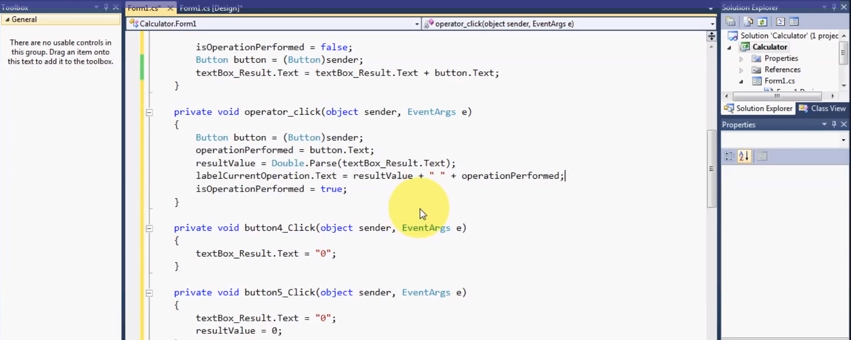 Toolbox
General
There are no usable controls in
this group. Drag an item onto
this text to add it to the toolbox.
Form1.cs*
Form1.cs [Design]*
Calculator.Form1
operator_click(object sender, EventArgs e)
isOperationPerformed = false;
Button button = (Button)sender;
textBox_Result.Text = textBox_Result.Text + button.Text;
}
private void operator_click(object sender, EventArgs e)
{
Button button = (Button)sender;
operationPerformed = button.Text;
resultValue = Double.Parse(textBox_Result.Text);
labelCurrentOperation.Text = resultValue + " " + operationPerformed;
isOperationPerformed = true;
}
private void button4_Click(object sender, EventArgs e)
{
textBox_Result.Text = "0";
}
private void button5_Click(object sender, EventArgs e)
{
textBox_Result.Text = "0";
resultValue = 0;
Solution Explorer
Solution 'Calculator' (1 projec
Calculator
Properties
References
Form1.cs
Solution Explorer
Class View
Properties